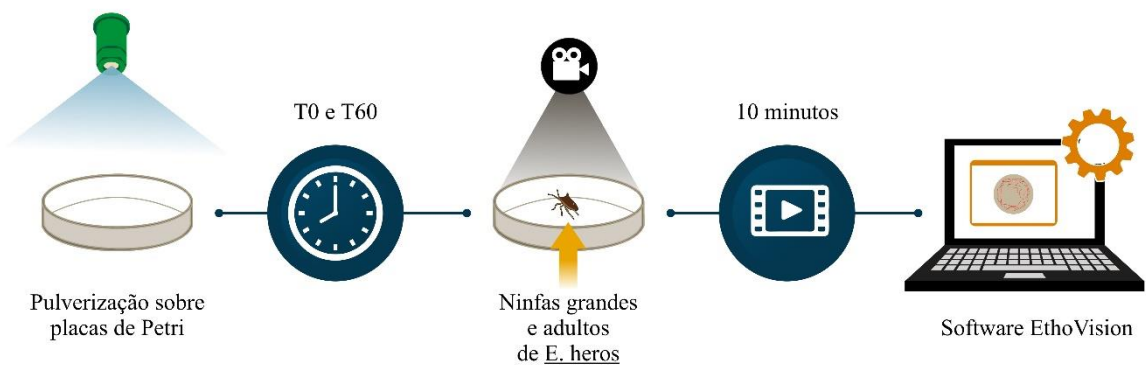 T0 e T60
10 minutos
Pulverização sobre
placas de Petri
Ninfas grandes
e adultos
de E. heros
Software EthoVision